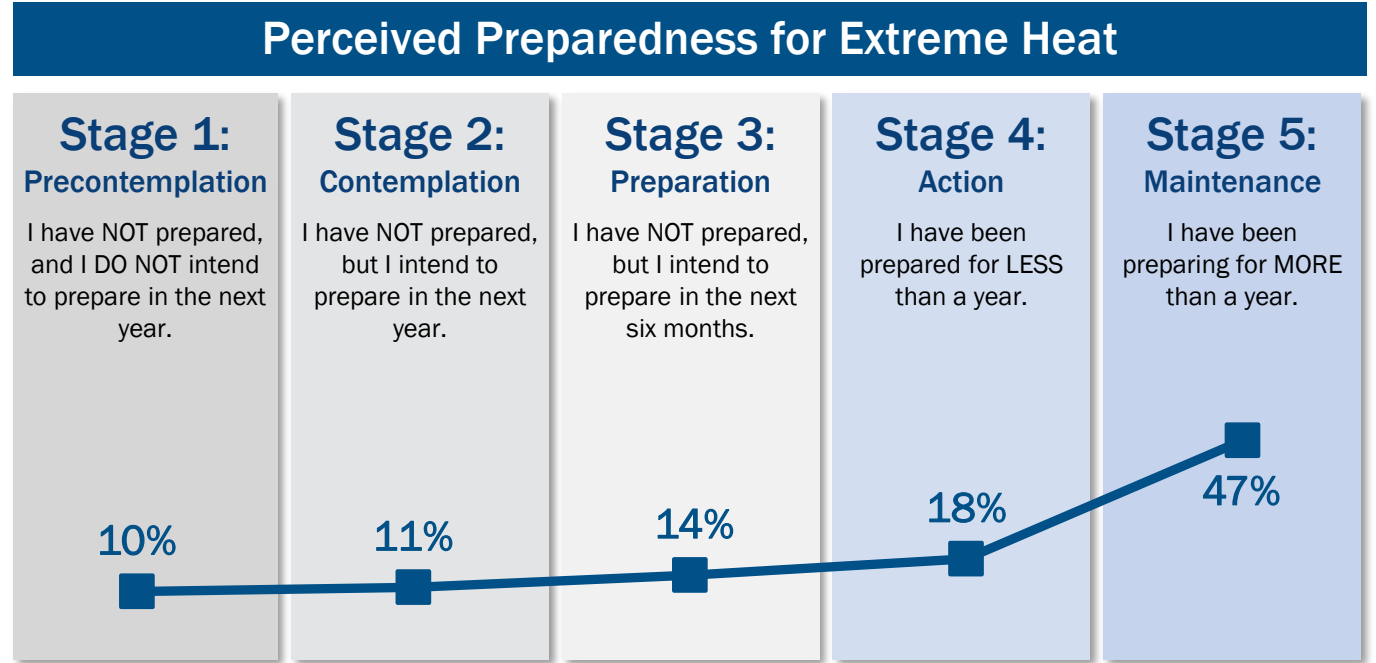 Perceived Preparedness for Extreme Heat
Stage 1:
Precontemplation
I have NOT prepared,
and I DO NOT intend
to prepare in the next
year.
10%
Stage 2:
Contemplation
I have NOT prepared,
but I intend to
prepare in the next
year.
11%
Stage 3:
Preparation
I have NOT prepared,
but I intend to
prepare in the next
six months.
14%
Stage 4:
Action
I have been
prepared for LESS
than a year.
18%
Stage 5:
Maintenance
I have been
preparing for MORE
than a year.
47%